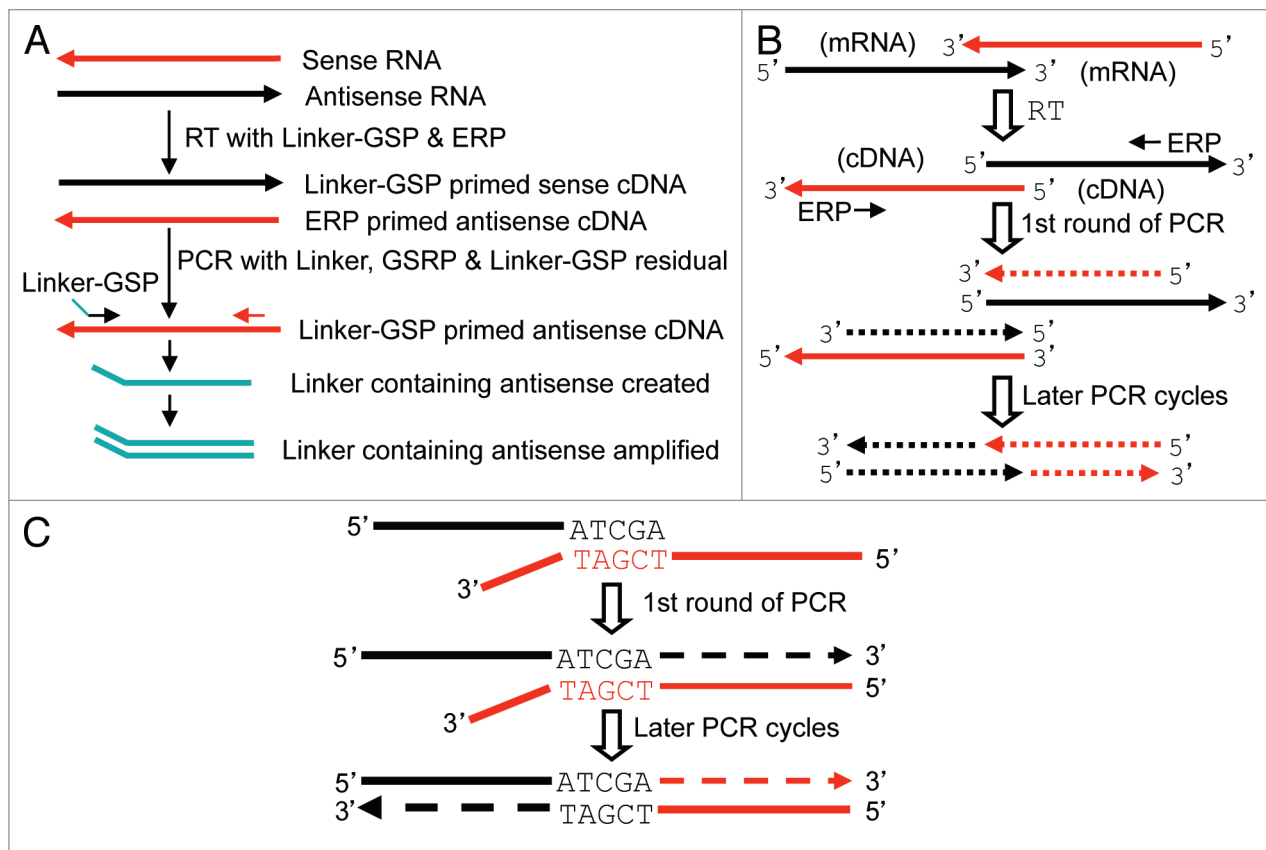 A
Sense RNA
Antisense RNA
RT with Linker-GSP & ERP
Linker-GSP primed sense cDNA
ERP primed antisense cDNA
PCR with Linker, GSRP & Linker-GSP residual
Linker-GSP
Linker-GSP primed antisense cDNA
Linker containing antisense created
Linker containing antisense amplified
B
(mRNA) 3’ 5’
5’ 3’ (mRNA)
RT
ERP
(cDNA) 5’ 3’
3’ 5’ (cDNA)
ERP
1st round of PCR
3’ 5’
5’ 3’
3’ 5’
5’ 3’
Later PCR cycles
3’ 5’
5’ 3’
C
5’ ATCGA
TAGCT 5’
3’
1st round of PCR
5’ ATCGA 3’
TAGCT 5’
3’
Later PCR cycles
5’ ATCGA 3’
3’ TAGCT 5’